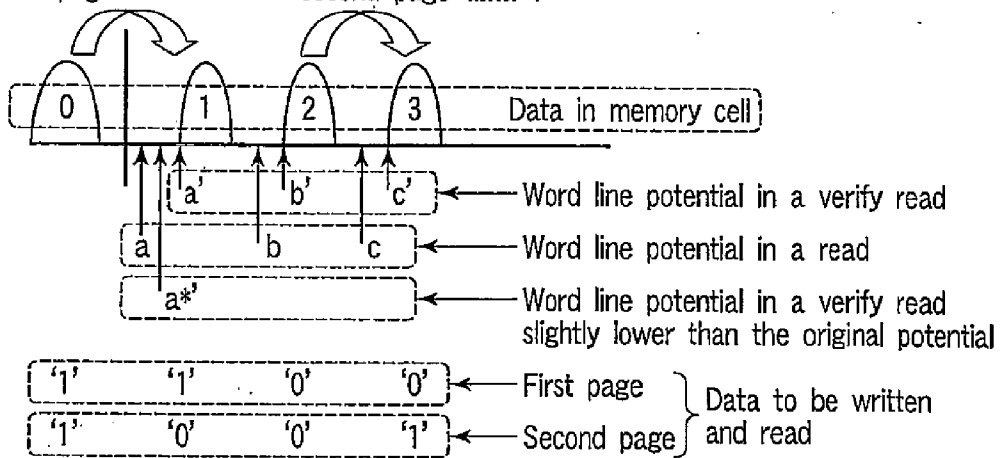 0 1 2 3 Data in memory cell
a' b' c' Word line potential in a verify read
a b c Word line potential in a read
a*' Word line potential in a verify read
slightly lower than the original potential
'1' '1' '0' '0' First page
Data to be written
'1' '0' '0' '1' Second page
and read